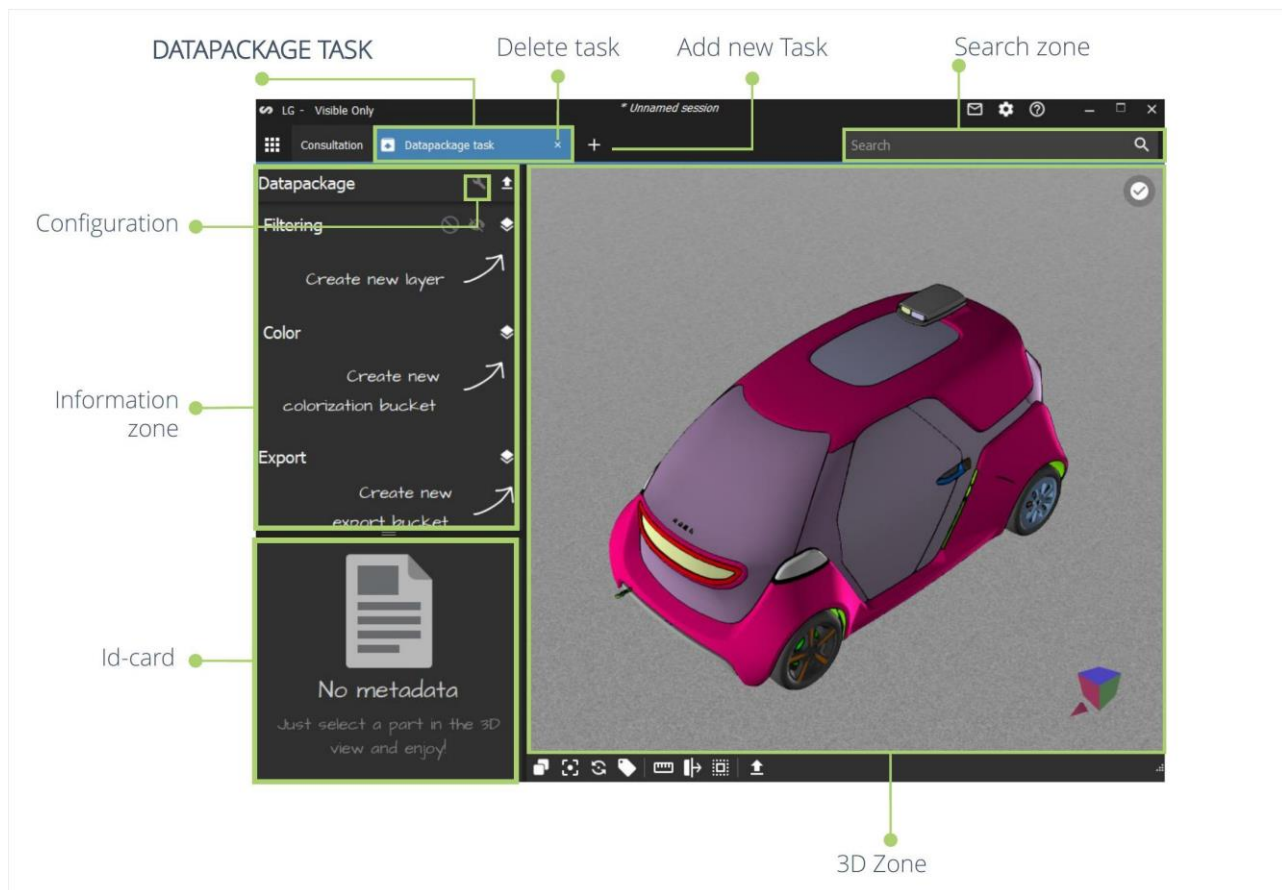 DATAPACKAGE TASK
Delete task
Add new Task
Search zone
LG - Visible Only
* Unnamed session
Consultation
Datapackage task
Search
Datapackage
Configuration
Filtering
Create new layer
Color
Create new
colorization bucket
Information
zone
Export
Create new
export bucket
Id-card
No metadata
Just select a part in the 3D
view and enjoy!
3D Zone